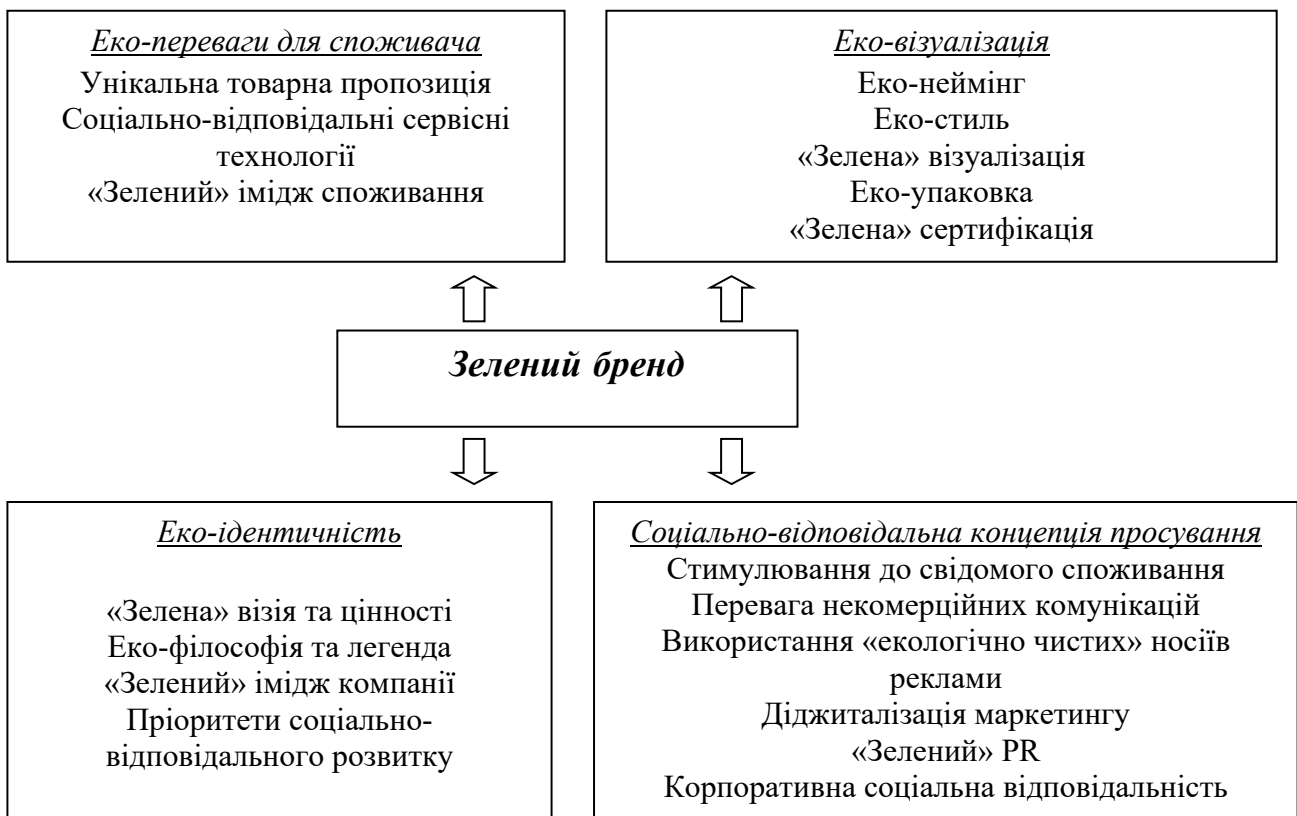 Еко-переваги для споживача
Унікальна товарна пропозиція
Соціально-відповідальні сервісні
технології
«Зелений» імідж споживання
Еко-візуалізація
Еко-неймінг
Еко-стиль
«Зелена» візуалізація
Еко-упаковка
«Зелена» сертифікація
Зелений бренд
Еко-ідентичність
«Зелена» візія та цінності
Еко-філософія та легенда
«Зелений» імідж компанії
Пріоритети соціально-
відповідального розвитку
Соціально-відповідальна концепція просування
Стимулювання до свідомого споживання
Перевага некомерційних комунікацій
Використання «екологічно чистих» носіїв
реклами
Діджиталізація маркетингу
«Зелений» PR
Корпоративна соціальна відповідальність